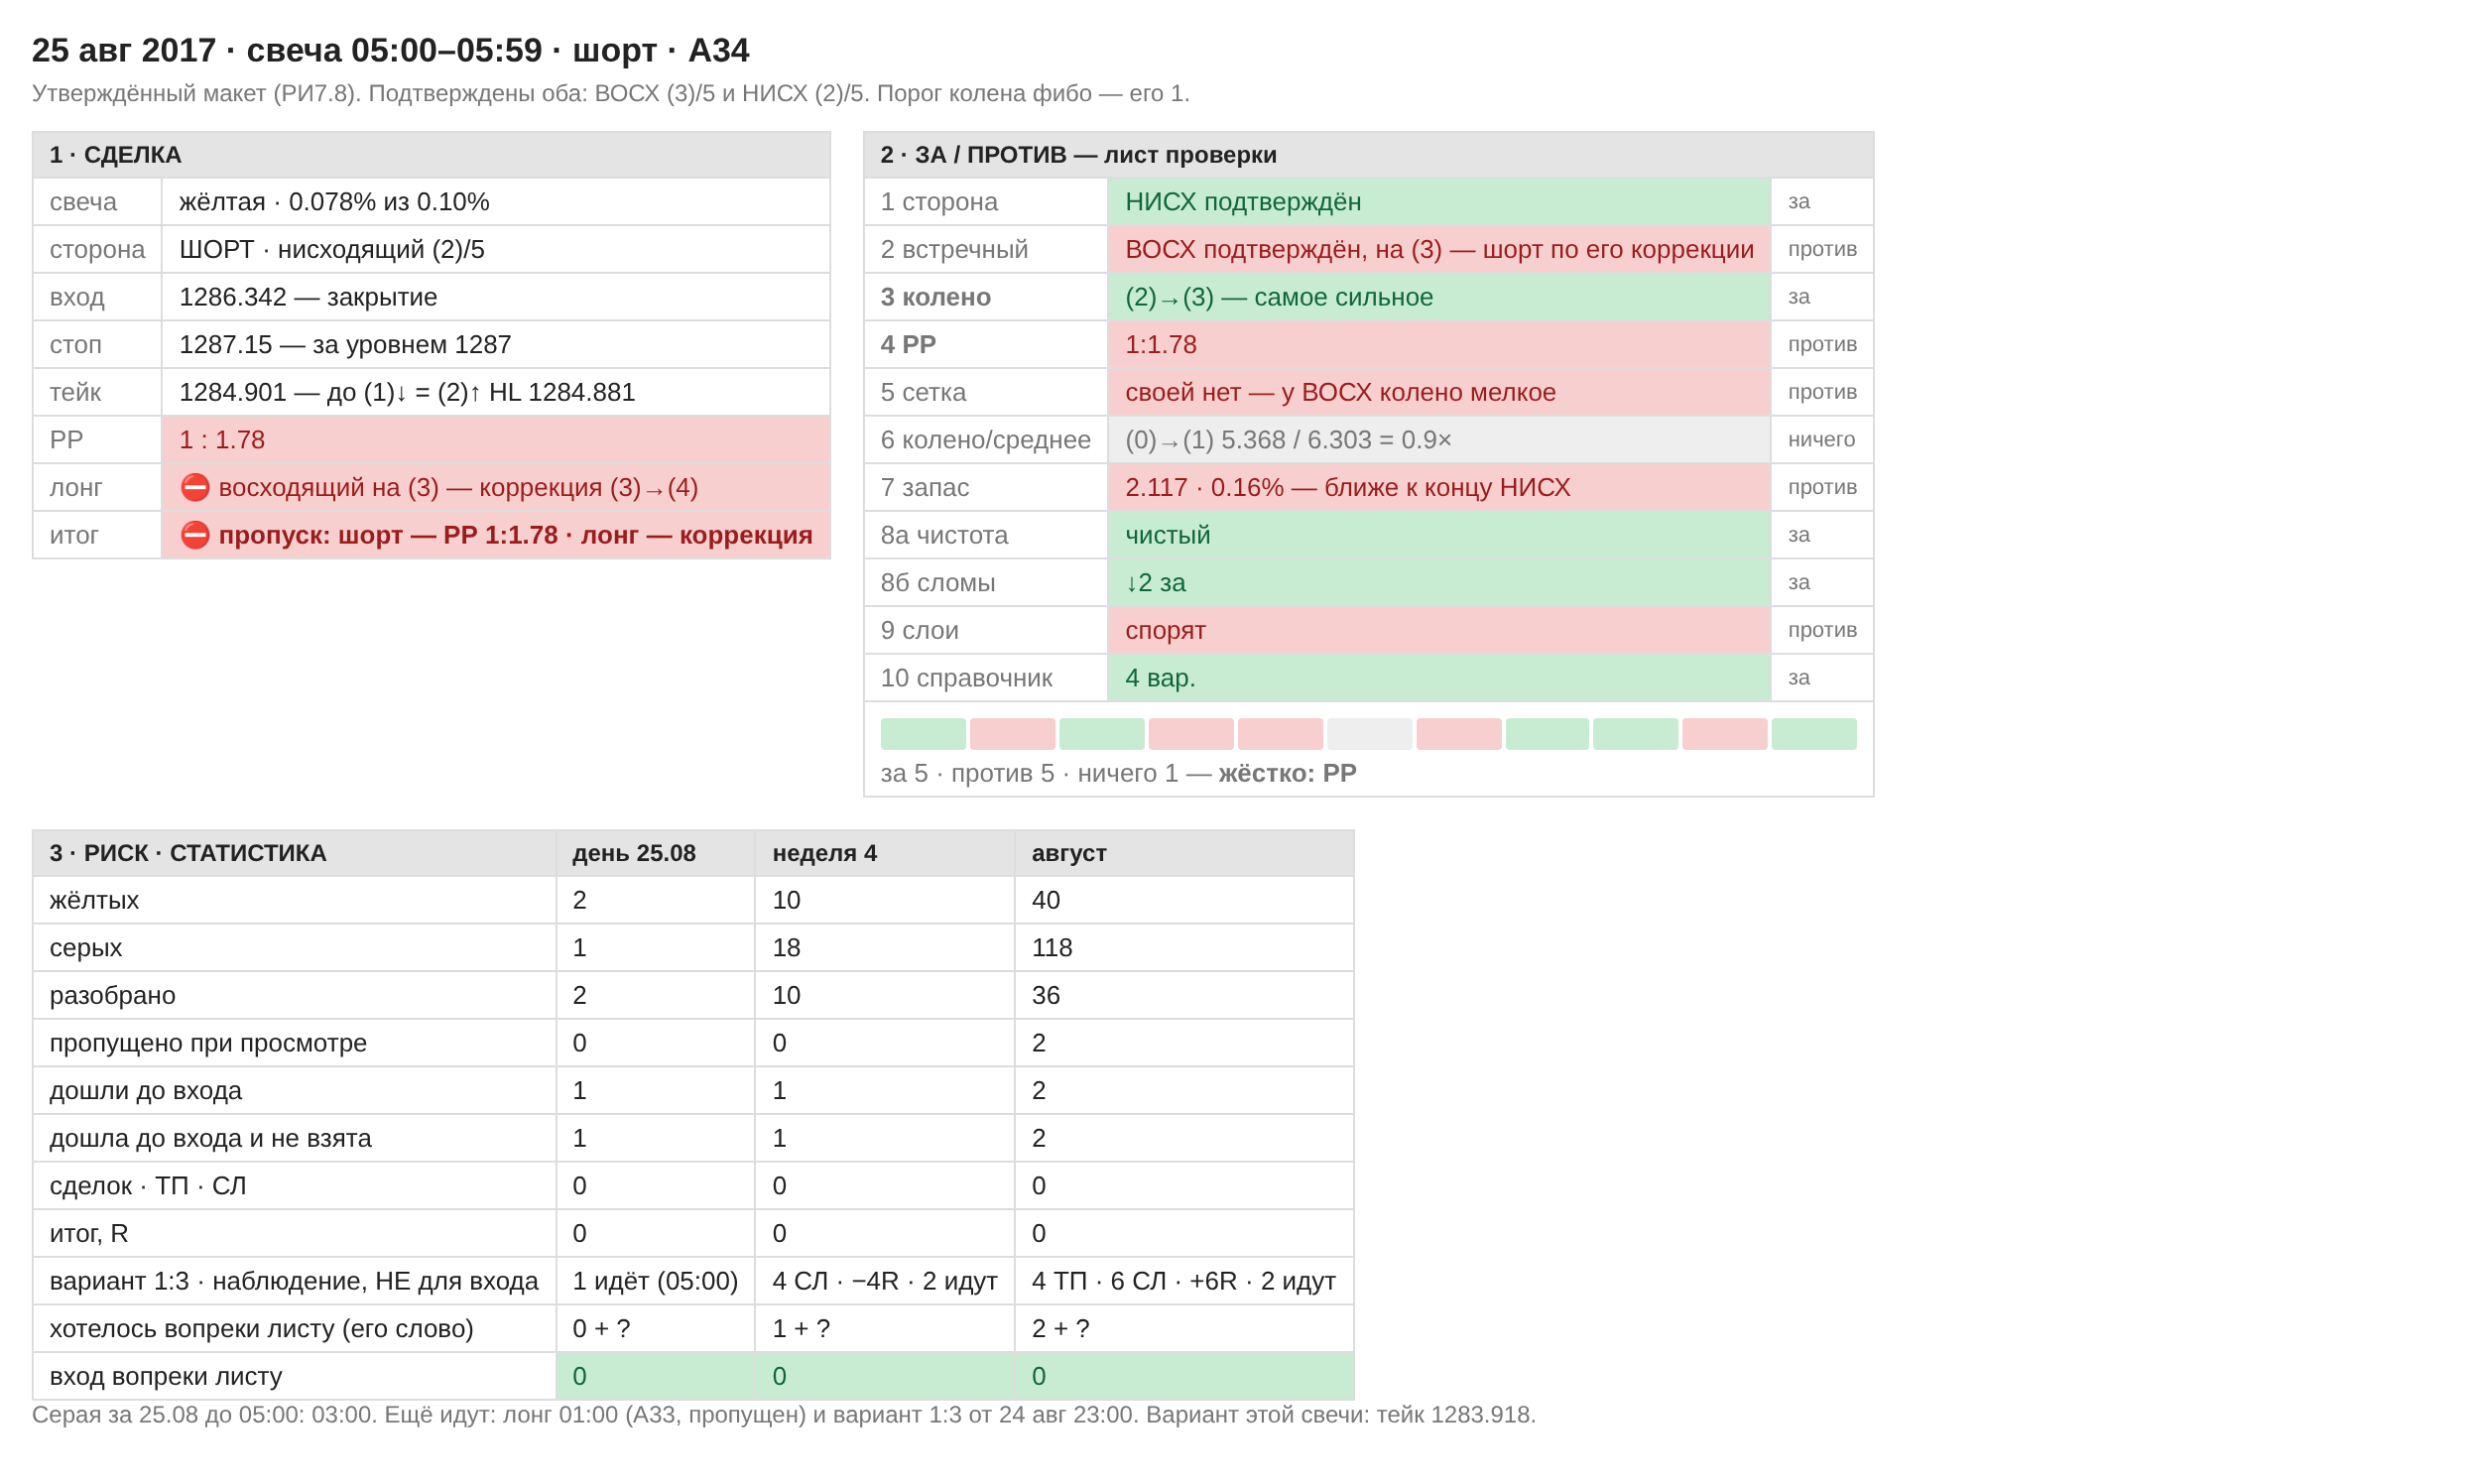 25 авг 2017 · свеча 05:00–05:59 · шорт · А34
Утверждённый макет (РИ7.8). Подтверждены оба: ВОСХ (3)/5 и НИСХ (2)/5. Порог колена фибо — его 1.
1 · СДЕЛКА
свеча жёлтая · 0.078% из 0.10%
сторона ШОРТ · нисходящий (2)/5
вход 1286.342 — закрытие
стоп 1287.15 — за уровнем 1287
тейк 1284.901 — до (1)↓ = (2)↑ HL 1284.881
РР 1 : 1.78
лонг ⛔ восходящий на (3) — коррекция (3)→(4)
итог ⛔ пропуск: шорт — РР 1:1.78 · лонг — коррекция
2 · ЗА / ПРОТИВ — лист проверки
1 сторона НИСХ подтверждён за
2 встречный ВОСХ подтверждён, на (3) — шорт по его коррекции против
3 колено (2)→(3) — самое сильное за
4 РР 1:1.78 против
5 сетка своей нет — у ВОСХ колено мелкое против
6 колено/среднее (0)→(1) 5.368 / 6.303 = 0.9× ничего
7 запас 2.117 · 0.16% — ближе к концу НИСХ против
8а чистота чистый за
8б сломы ↓2 за за
9 слои спорят против
10 справочник 4 вар. за
за 5 · против 5 · ничего 1 — жёстко: РР
3 · РИСК · СТАТИСТИКА день 25.08 неделя 4 август
жёлтых 2 10 40
серых 1 18 118
разобрано 2 10 36
пропущено при просмотре 0 0 2
дошли до входа 1 1 2
дошла до входа и не взята 1 1 2
сделок · ТП · СЛ 0 0 0
итог, R 0 0 0
вариант 1:3 · наблюдение, НЕ для входа 1 идёт (05:00) 4 СЛ · −4R · 2 идут 4 ТП · 6 СЛ · +6R · 2 идут
хотелось вопреки листу (его слово) 0 + ? 1 + ? 2 + ?
вход вопреки листу 0 0 0
Серая за 25.08 до 05:00: 03:00. Ещё идут: лонг 01:00 (А33, пропущен) и вариант 1:3 от 24 авг 23:00. Вариант этой свечи: тейк 1283.918.